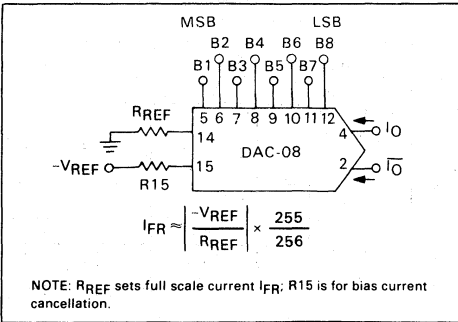 MSB LSB
B2 B4 B6 B8
B1 B3 B5 B7
RREF
5 6 7 8 9 10 11 12
14 4 IO
DAC-08
-VREF 15 2 I̅O̅
R15
IFR ≈ | -VREF / RREF | × 255 / 256
NOTE: RREF sets full scale current IFR; R15 is for bias current
cancellation.